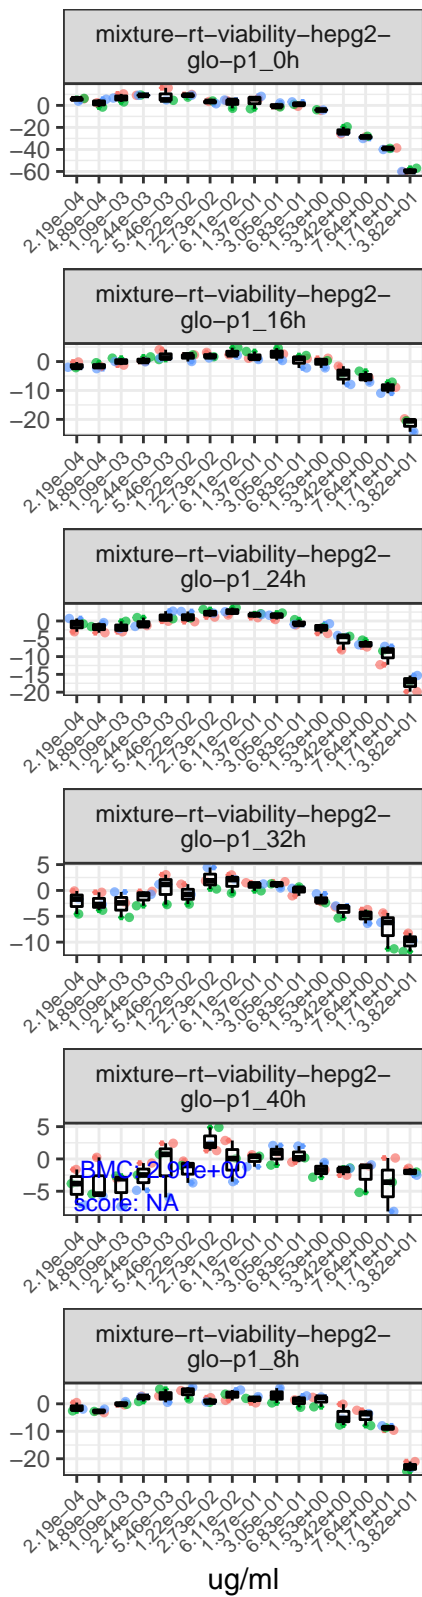 mixture−rt−viability−hepg2−
glo−p1_0h
0
−20
−40
−60
2.19e−04
4.89e−04
1.09e−03
2.44e−03
5.46e−03
1.22e−02
2.73e−02
6.11e−02
1.37e−01
3.05e−01
6.83e−01
1.53e+00
3.42e+00
7.64e+00
1.71e+01
3.82e+01
mixture−rt−viability−hepg2−
glo−p1_16h
0
−10
−20
2.19e−04
4.89e−04
1.09e−03
2.44e−03
5.46e−03
1.22e−02
2.73e−02
6.11e−02
1.37e−01
3.05e−01
6.83e−01
1.53e+00
3.42e+00
7.64e+00
1.71e+01
3.82e+01
mixture−rt−viability−hepg2−
glo−p1_24h
0
−5
−10
−15
−20
2.19e−04
4.89e−04
1.09e−03
2.44e−03
5.46e−03
1.22e−02
2.73e−02
6.11e−02
1.37e−01
3.05e−01
6.83e−01
1.53e+00
3.42e+00
7.64e+00
1.71e+01
3.82e+01
mixture−rt−viability−hepg2−
glo−p1_32h
5
0
−5
−10
2.19e−04
4.89e−04
1.09e−03
2.44e−03
5.46e−03
1.22e−02
2.73e−02
6.11e−02
1.37e−01
3.05e−01
6.83e−01
1.53e+00
3.42e+00
7.64e+00
1.71e+01
3.82e+01
mixture−rt−viability−hepg2−
glo−p1_40h
5
0
−5
BMC:
score: NA
2.19e−04
4.89e−04
1.09e−03
2.44e−03
5.46e−03
1.22e−02
2.73e−02
6.11e−02
1.37e−01
3.05e−01
6.83e−01
1.53e+00
3.42e+00
7.64e+00
1.71e+01
3.82e+01
mixture−rt−viability−hepg2−
glo−p1_8h
0
−10
−20
2.19e−04
4.89e−04
1.09e−03
2.44e−03
5.46e−03
1.22e−02
2.73e−02
6.11e−02
1.37e−01
3.05e−01
6.83e−01
1.53e+00
3.42e+00
7.64e+00
1.71e+01
3.82e+01
ug/ml